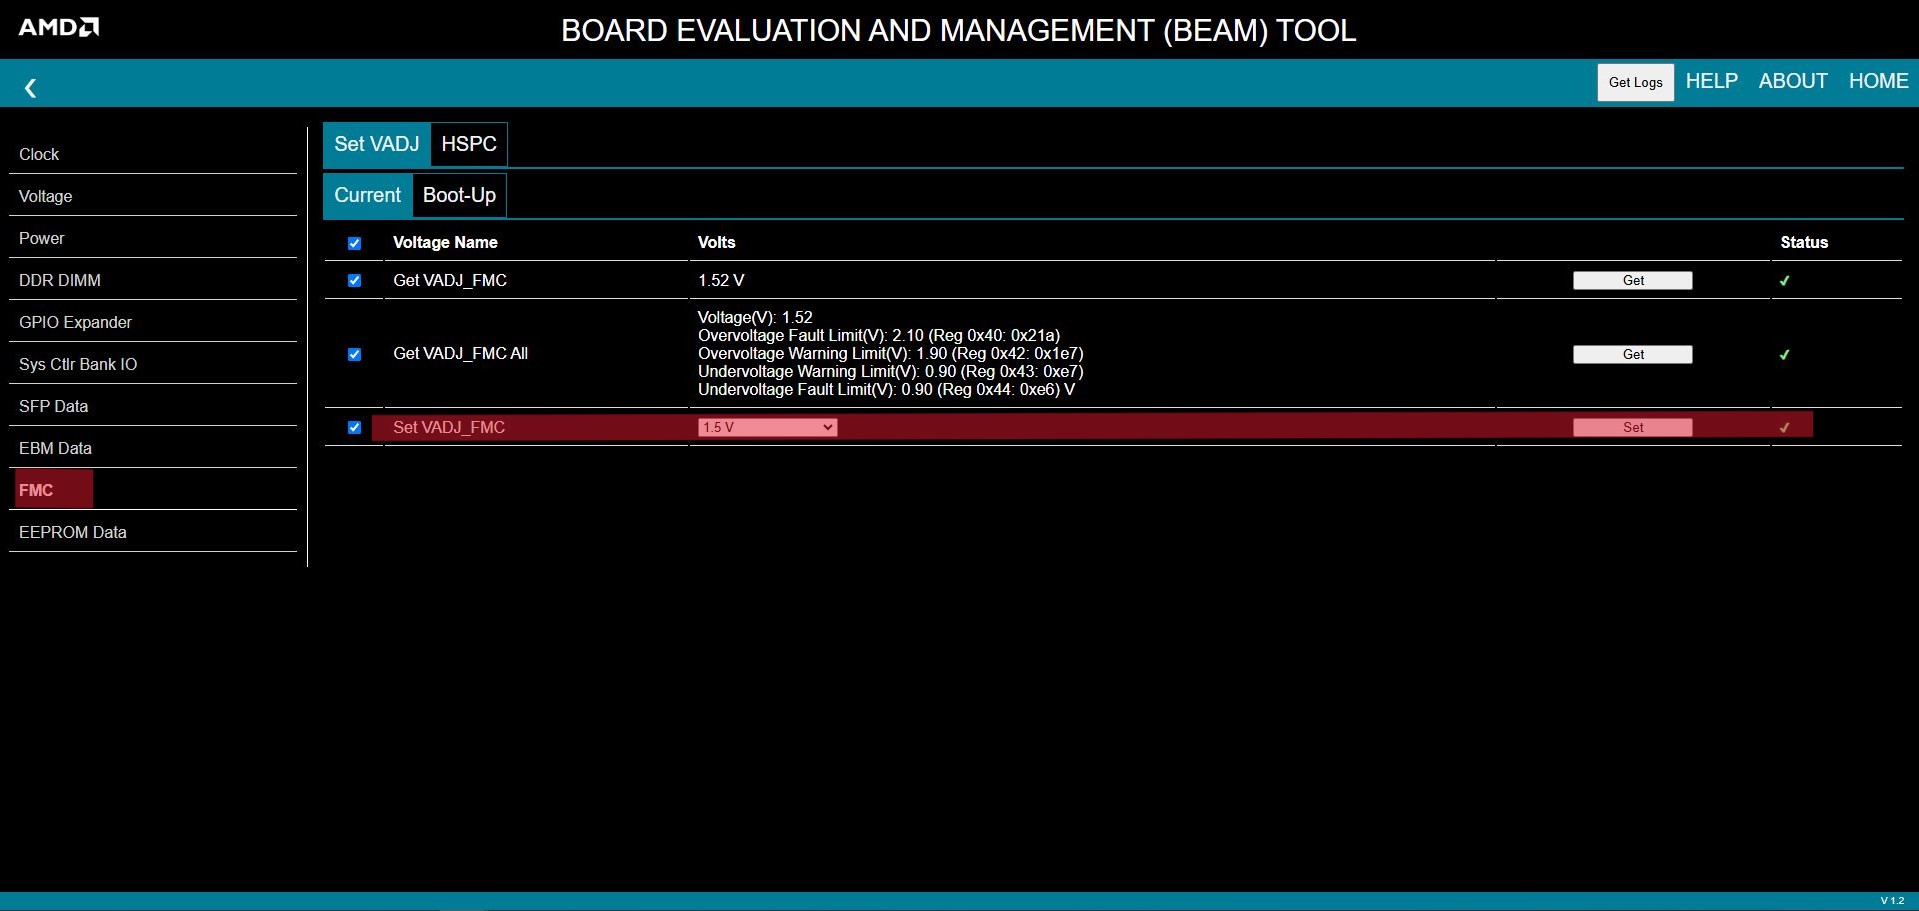 AMD
BOARD EVALUATION AND MANAGEMENT (BEAM) TOOL
Get Logs HELP ABOUT HOME
Clock
Voltage
Power
DDR DIMM
GPIO Expander
Sys Ctlr Bank IO
SFP Data
EBM Data
FMC
EEPROM Data
Set VADJ HSPC
Current Boot-Up
Voltage Name Volts Status
Get VADJ_FMC 1.52 V Get
Get VADJ_FMC All
Voltage(V): 1.52
Overvoltage Fault Limit(V): 2.10 (Reg 0x40: 0x21a)
Overvoltage Warning Limit(V): 1.90 (Reg 0x42: 0x1e7)
Undervoltage Warning Limit(V): 0.90 (Reg 0x43: 0xe7)
Undervoltage Fault Limit(V): 0.90 (Reg 0x44: 0xe6) V
Get
Set VADJ_FMC 1.5 V Set
V 1.2